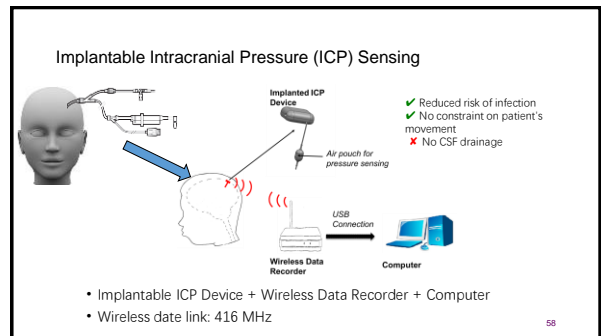 Implantable Intracranial Pressure (ICP) Sensing
Implanted ICP
Device
✔ Reduced risk of infection
✔ No constraint on patient's
movement
✘ No CSF drainage
Air pouch for
pressure sensing
USB
Connection
Wireless Data
Recorder
Computer
• Implantable ICP Device + Wireless Data Recorder + Computer
• Wireless date link: 416 MHz
58